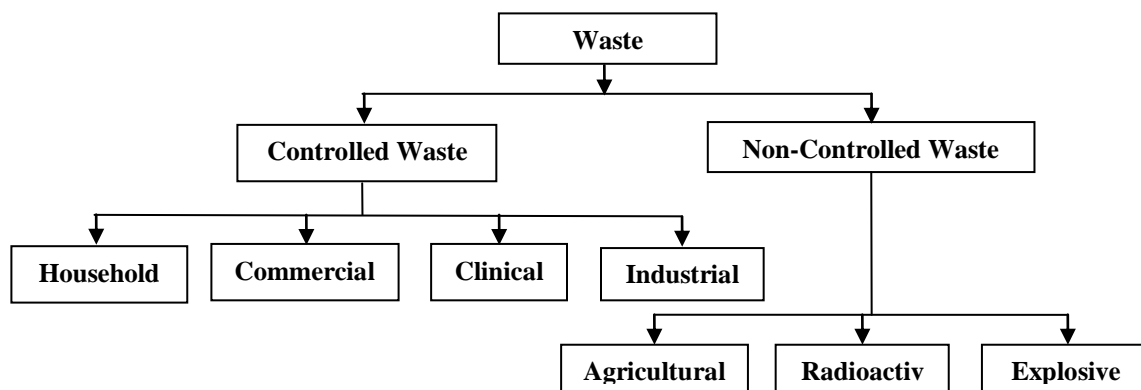 Waste
Controlled Waste
Non-Controlled Waste
Household
Commercial
Clinical
Industrial
Agricultural
Radioactiv
Explosive